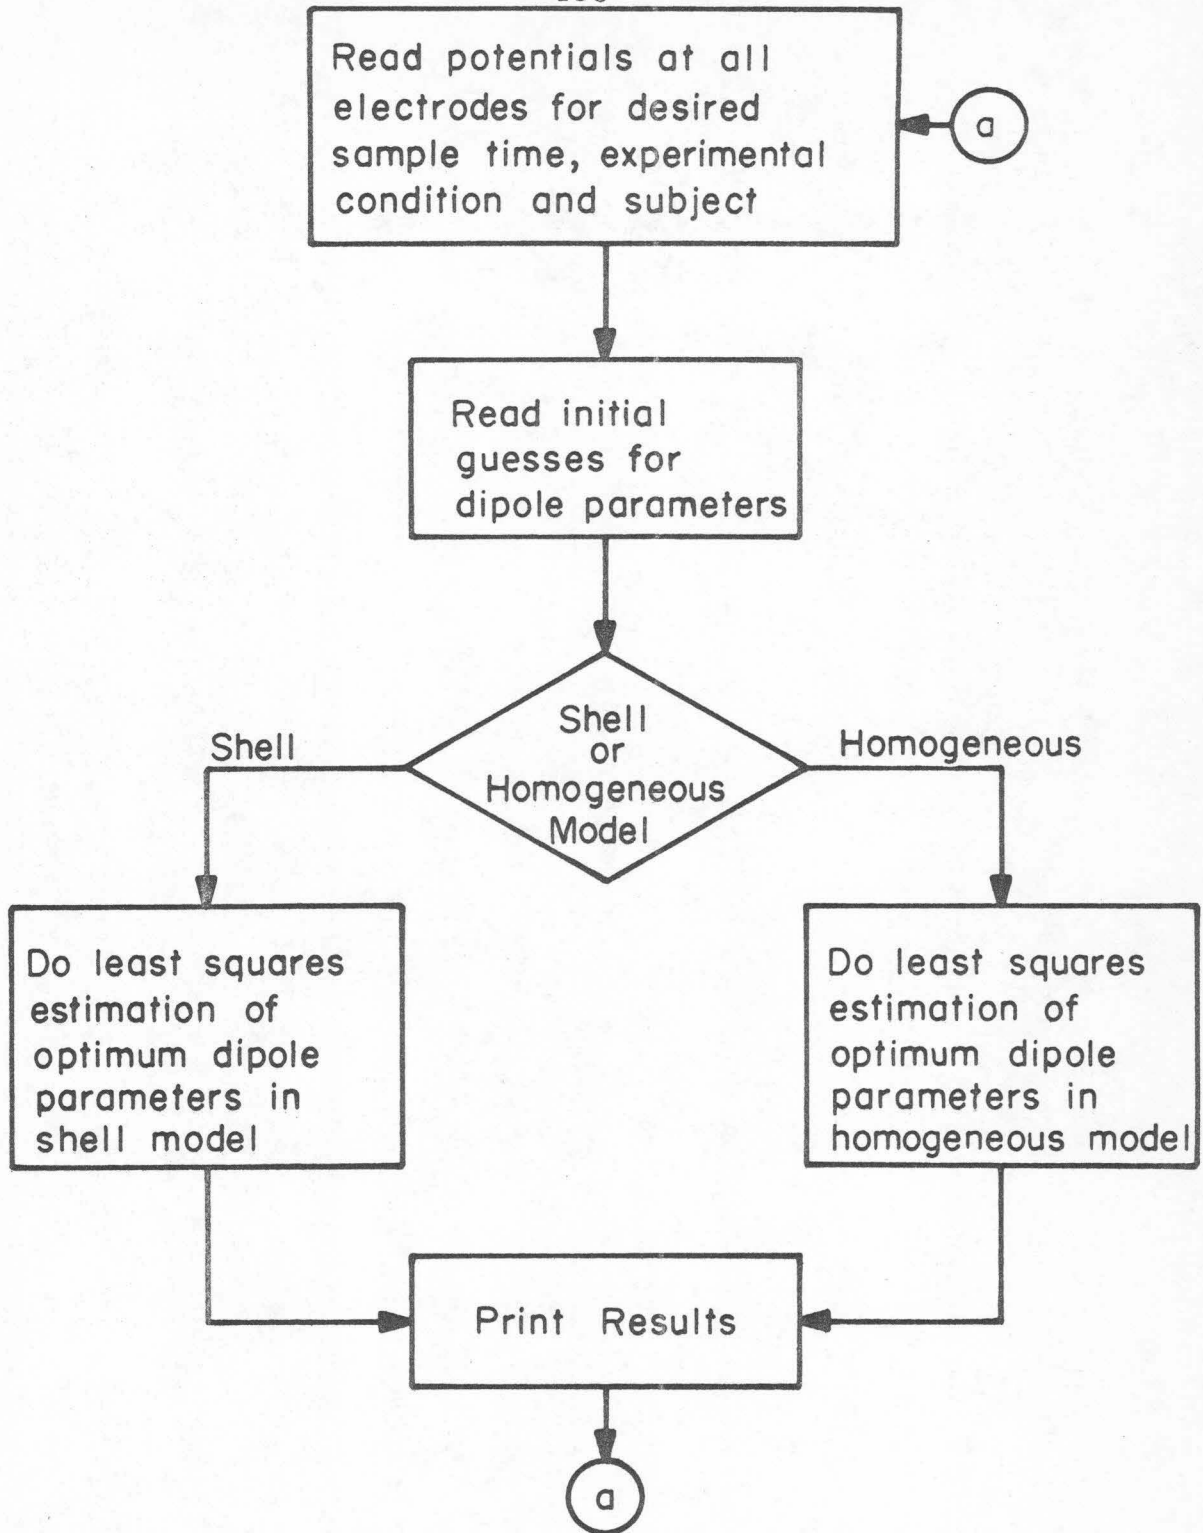 Read potentials at all
electrodes for desired
sample time, experimental
condition and subject
a
Read initial
guesses for
dipole parameters
Shell
or
Homogeneous
Model
Shell
Homogeneous
Do least squares
estimation of
optimum dipole
parameters in
shell model
Do least squares
estimation of
optimum dipole
parameters in
homogeneous model
Print Results
a